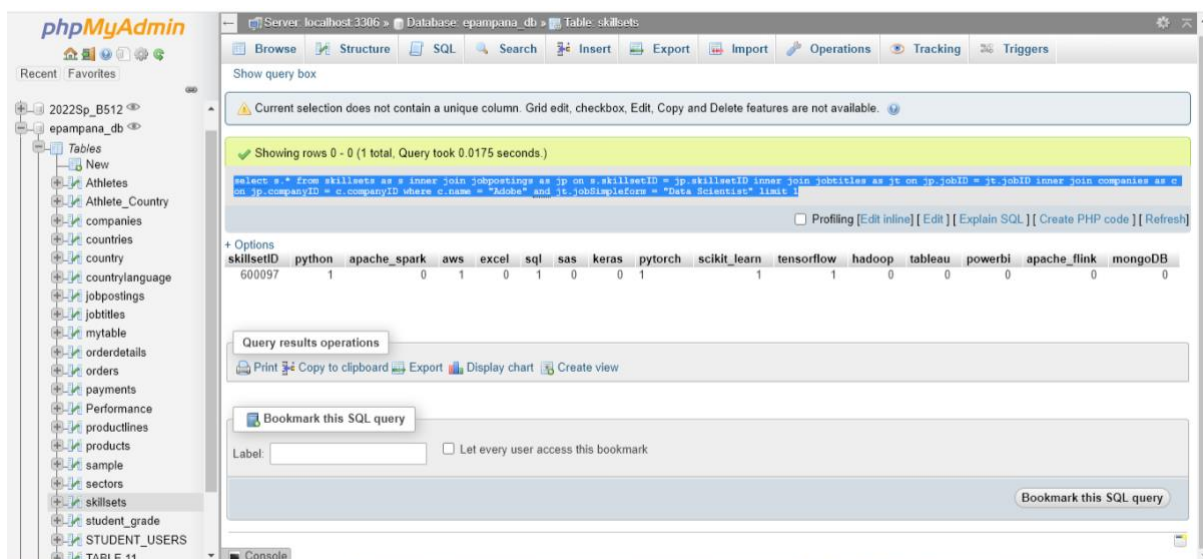 phpMyAdmin
Recent Favorites
2022Sp_B512
epampana_db
Tables
New
Athletes
Athlete_Country
companies
countries
country
countrylanguage
jobpostings
jobtitles
mytable
orderdetails
orders
payments
Performance
productlines
products
sample
sectors
skillsets
student_grade
STUDENT_USERS
TABLE 11
Server: localhost:3306 » Database: epampana_db » Table: skillsets
Browse Structure SQL Search Insert Export Import Operations Tracking Triggers
Show query box
Current selection does not contain a unique column. Grid edit, checkbox, Edit, Copy and Delete features are not available.
Showing rows 0 - 0 (1 total, Query took 0.0175 seconds.)
select s.* from skillsets as s inner join jobpostings as jp on s.skillsetID = jp.skillsetID inner join jobtitles as jt on jp.jobID = jt.jobID inner join companies as c
on jp.companyID = c.companyID where c.name = "Adobe" and jt.jobSimpleform = "Data Scientist" limit 1
Profiling [Edit inline] [ Edit ] [ Explain SQL ] [ Create PHP code ] [ Refresh]
+ Options
skillsetID python apache_spark aws excel sql sas keras pytorch scikit_learn tensorflow hadoop tableau powerbi apache_flink mongoDB
600097 1 0 1 0 1 0 0 1 1 1 0 0 0 0 0
Query results operations
Print Copy to clipboard Export Display chart Create view
Bookmark this SQL query
Label: Let every user access this bookmark
Bookmark this SQL query
Console